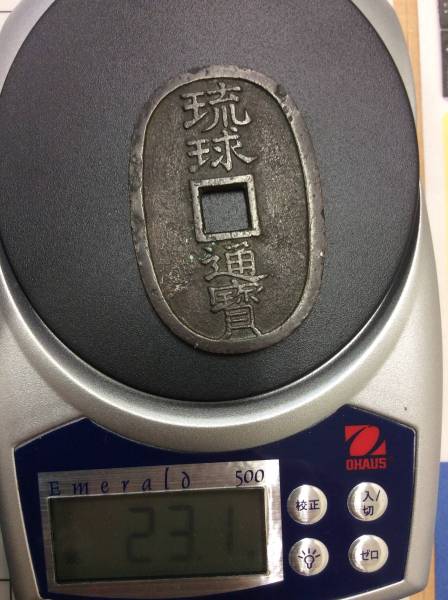 琉球
通寶
OHAUS
Emerald 500
23.1
校正
入/切
ゼロ